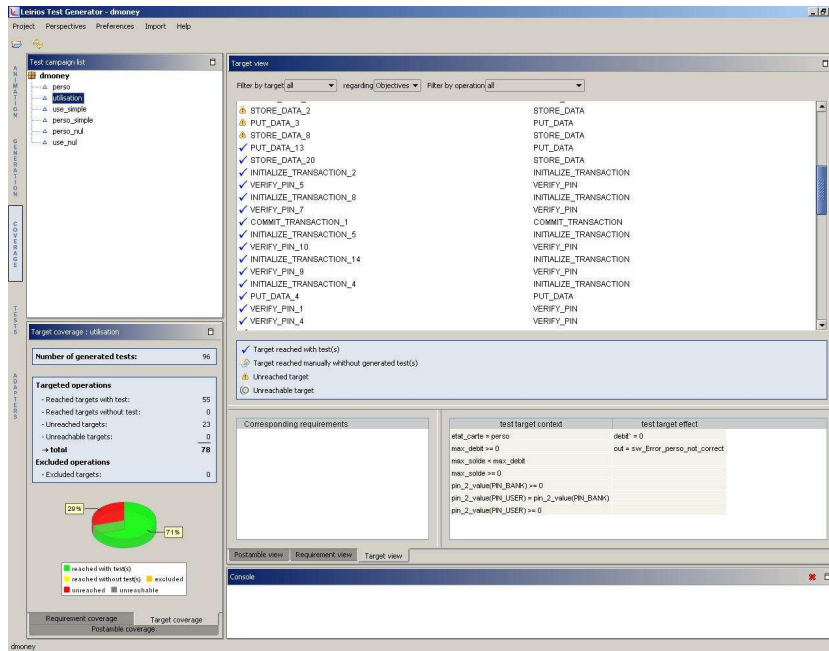 Leirios Test Generator - dmoney
Project Perspectives Preferences Import Help
ANIMATION
GENERATION
COVERAGE
TESTS
ADAPTERS
Test campaign list
dmoney
perso
utilisation
use_simple
perso_simple
perso_nul
use_nul
Target coverage : utilisation
Number of generated tests: 96
Targeted operations
- Reached targets with test: 55
- Reached targets without test: 0
- Unreached targets: 23
- Unreachable targets: 0
→ total 78
Excluded operations
- Excluded targets: 0
29%
71%
reached with test(s)
reached without test(s) excluded
unreached unreachable
Requirement coverage Target coverage
Postamble coverage
Target view
Filter by target all regarding Objectives Filter by operation all
STORE_DATA_2 STORE_DATA
PUT_DATA_3 PUT_DATA
STORE_DATA_8 STORE_DATA
PUT_DATA_13 PUT_DATA
STORE_DATA_20 STORE_DATA
INITIALIZE_TRANSACTION_2 INITIALIZE_TRANSACTION
VERIFY_PIN_5 VERIFY_PIN
INITIALIZE_TRANSACTION_8 INITIALIZE_TRANSACTION
VERIFY_PIN_7 VERIFY_PIN
COMMIT_TRANSACTION_1 COMMIT_TRANSACTION
INITIALIZE_TRANSACTION_5 INITIALIZE_TRANSACTION
VERIFY_PIN_10 VERIFY_PIN
INITIALIZE_TRANSACTION_14 INITIALIZE_TRANSACTION
VERIFY_PIN_9 VERIFY_PIN
INITIALIZE_TRANSACTION_4 INITIALIZE_TRANSACTION
PUT_DATA_4 PUT_DATA
VERIFY_PIN_1 VERIFY_PIN
VERIFY_PIN_4 VERIFY_PIN
Target reached with test(s)
Target reached manually whithout generated test(s)
Unreached target
Unreachable target
Corresponding requirements
test target context test target effect
etat_carte = perso debit' = 0
max_debit >= 0 out = sw_Error_perso_not_correct
max_solde < max_debit
max_solde >= 0
pin_2_value(PIN_BANK) >= 0
pin_2_value(PIN_USER) = pin_2_value(PIN_BANK)
pin_2_value(PIN_USER) >= 0
Postamble view Requirement view Target view
Console
dmoney